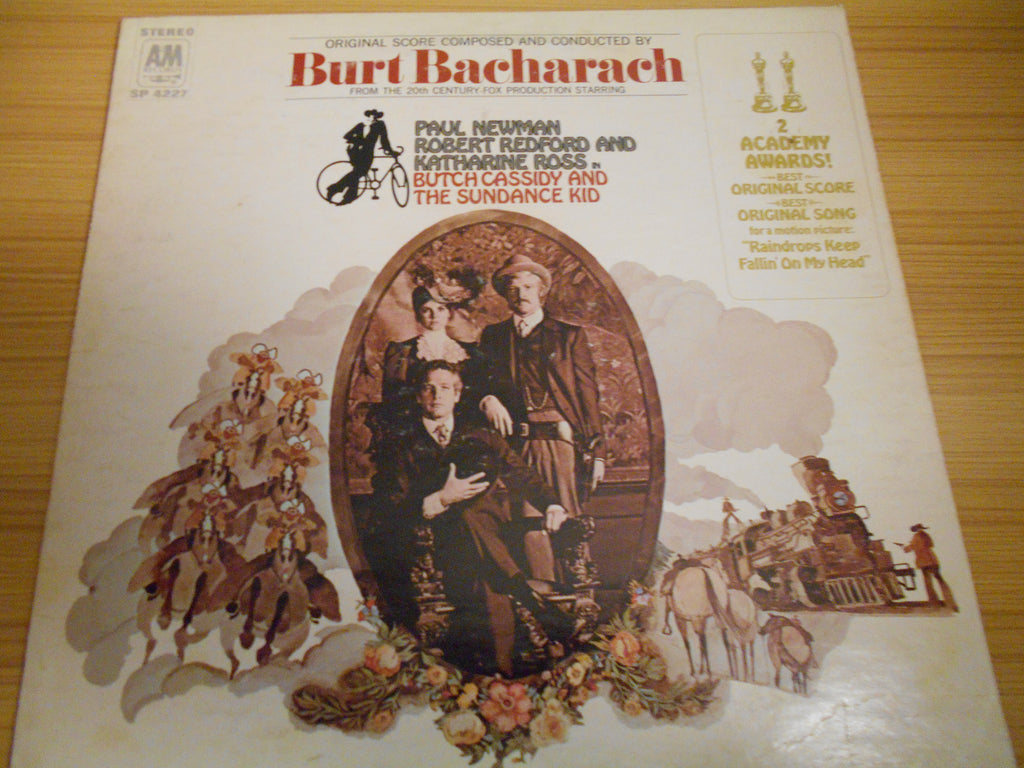 STEREO
A&M
RECORDS
SP 4227
ORIGINAL SCORE COMPOSED AND CONDUCTED BY
Burt Bacharach
FROM THE 20th CENTURY-FOX PRODUCTION STARRING
PAUL NEWMAN
ROBERT REDFORD AND
KATHARINE ROSS IN
BUTCH CASSIDY AND
THE SUNDANCE KID
2
ACADEMY
AWARDS!
BEST
ORIGINAL SCORE
BEST
ORIGINAL SONG
for a motion picture:
"Raindrops Keep
Fallin' On My Head"